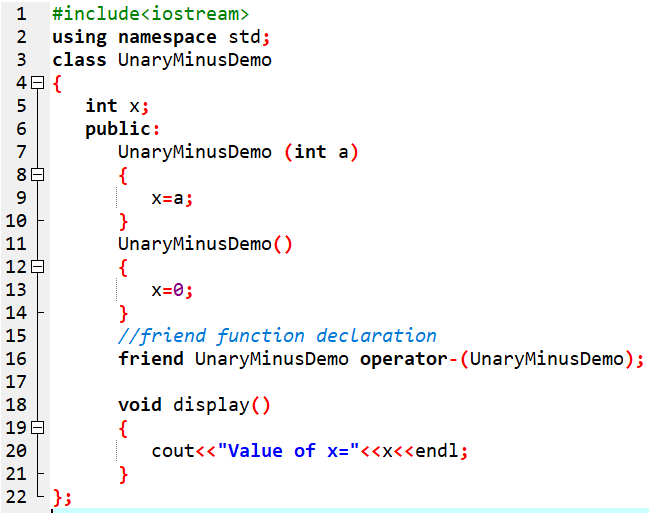 1 #include<iostream>
2 using namespace std;
3 class UnaryMinusDemo
4 {
5 int x;
6 public:
7 UnaryMinusDemo (int a)
8 {
9 x=a;
10 }
11 UnaryMinusDemo()
12 {
13 x=0;
14 }
15 //friend function declaration
16 friend UnaryMinusDemo operator-(UnaryMinusDemo);
17
18 void display()
19 {
20 cout<<"Value of x="<<x<<endl;
21 }
22 };